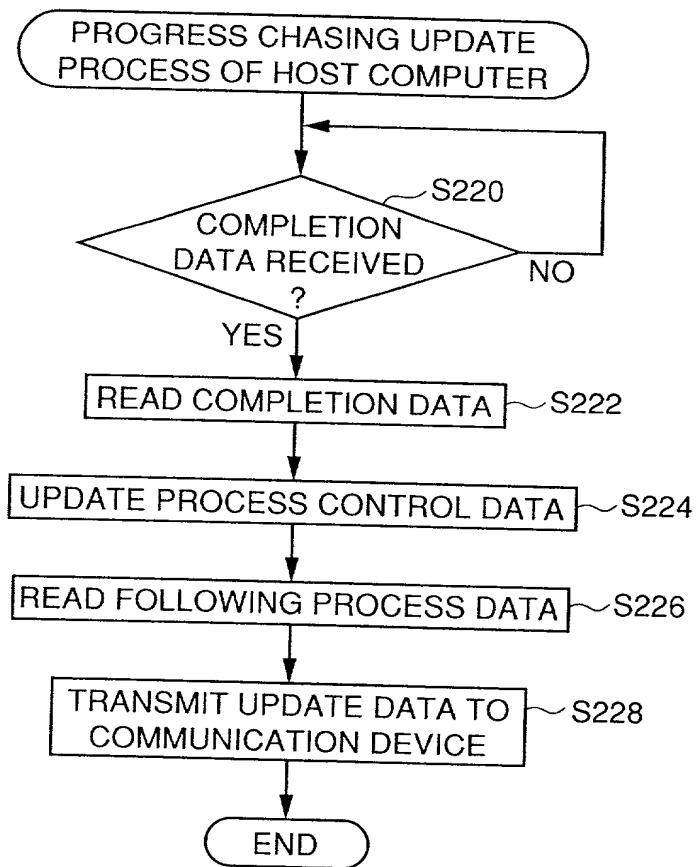 PROGRESS CHASING UPDATE
PROCESS OF HOST COMPUTER
S220
COMPLETION
DATA RECEIVED
?
NO
YES
READ COMPLETION DATA
S222
UPDATE PROCESS CONTROL DATA
S224
READ FOLLOWING PROCESS DATA
S226
TRANSMIT UPDATE DATA TO
COMMUNICATION DEVICE
S228
END